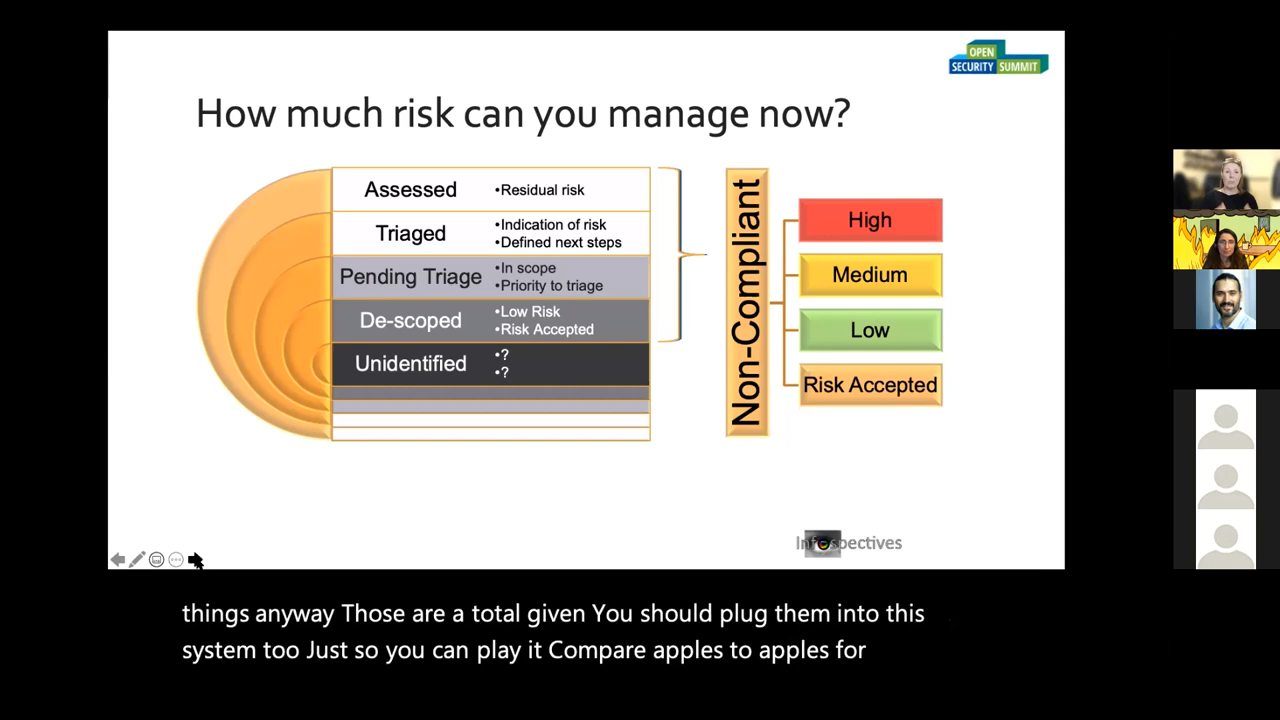 OPEN
SECURITY SUMMIT
How much risk can you manage now?
Assessed
•Residual risk
Triaged
•Indication of risk
•Defined next steps
Pending Triage
•In scope
•Priority to triage
De-scoped
•Low Risk
•Risk Accepted
Unidentified
•?
•?
Non-Compliant
High
Medium
Low
Risk Accepted
Infospectives
things anyway Those are a total given You should plug them into this
system too Just so you can play it Compare apples to apples for